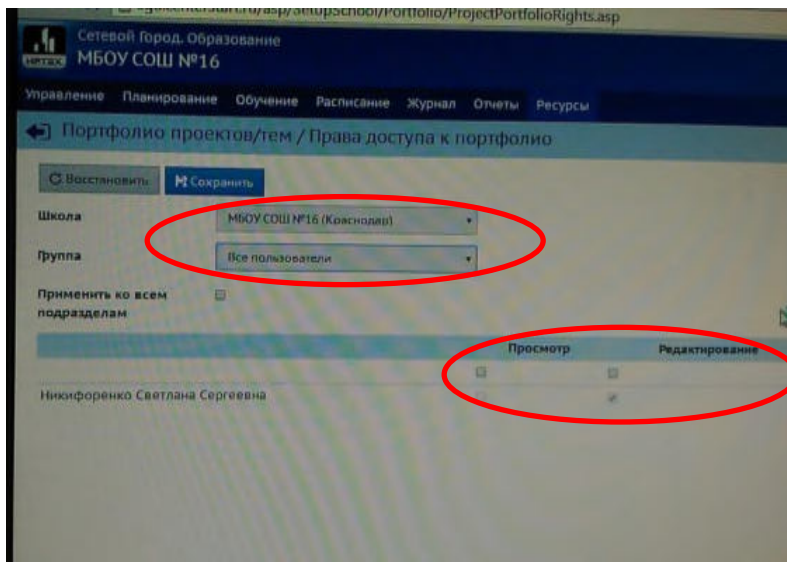 /asp/SetupSchool/Portfolio/ProjectPortfolioRights.asp
Сетевой Город. Образование
МБОУ СОШ №16
ИРТЕХ
Управление Планирование Обучение Расписание Журнал Отчеты Ресурсы
Портфолио проектов/тем / Права доступа к портфолио
Восстановить Сохранить
Школа МБОУ СОШ №16 (Краснодар)
Группа Все пользователи
Применить ко всем
подразделам
Просмотр Редактирование
Никифоренко Светлана Сергеевна